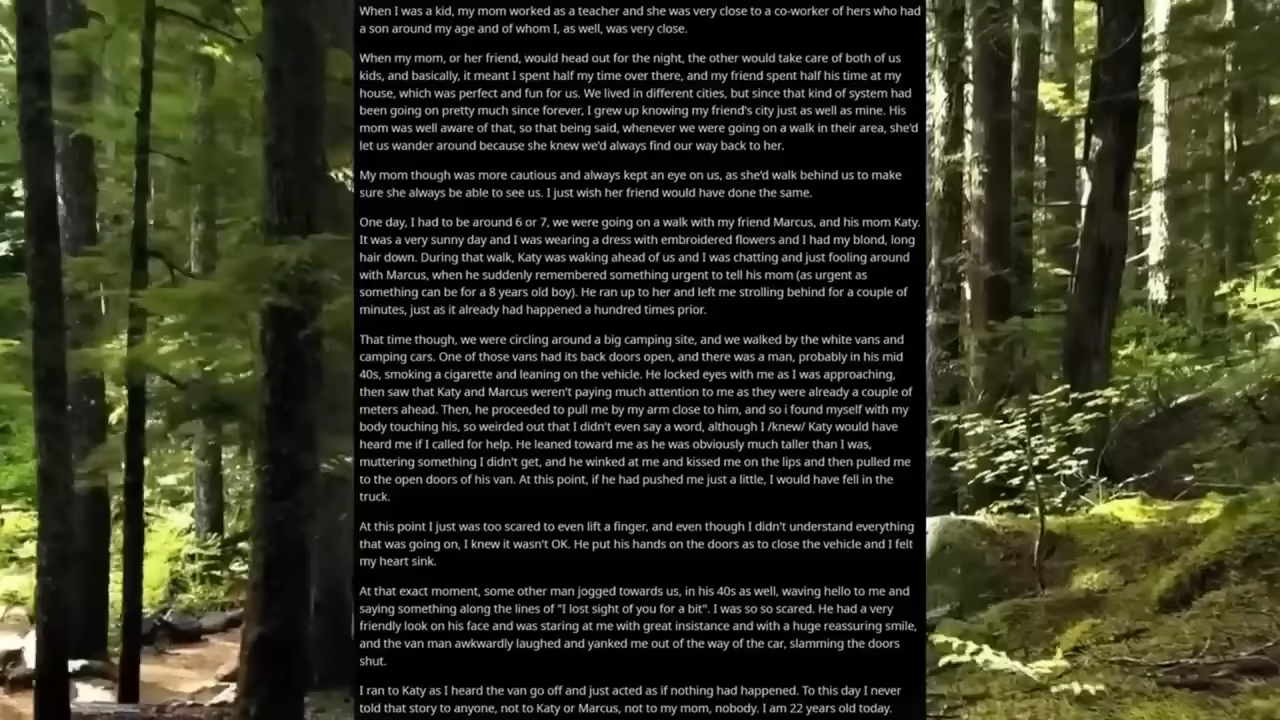 When I was a kid, my mom worked as a teacher and she was very close to a co-worker of hers who had
a son around my age and of whom I, as well, was very close.
When my mom, or her friend, would head out for the night, the other would take care of both of us
kids, and basically, it meant I spent half my time over there, and my friend spent half his time at my
house, which was perfect and fun for us. We lived in different cities, but since that kind of system had
been going on pretty much since forever, I grew up knowing my friend's city just as well as mine. His
mom was well aware of that, so that being said, whenever we were going on a walk in their area, she'd
let us wander around because she knew we'd always find our way back to her.
My mom though was more cautious and always kept an eye on us, as she'd walk behind us to make
sure she always be able to see us. I just wish her friend would have done the same.
One day, I had to be around 6 or 7, we were going on a walk with my friend Marcus, and his mom Katy.
It was a very sunny day and I was wearing a dress with embroidered flowers and I had my blond, long
hair down. During that walk, Katy was waking ahead of us and I was chatting and just fooling around
with Marcus, when he suddenly remembered something urgent to tell his mom (as urgent as
something can be for a 8 years old boy). He ran up to her and left me strolling behind for a couple of
minutes, just as it already had happened a hundred times prior.
That time though, we were circling around a big camping site, and we walked by the white vans and
camping cars. One of those vans had its back doors open, and there was a man, probably in his mid
40s, smoking a cigarette and leaning on the vehicle. He locked eyes with me as I was approaching,
then saw that Katy and Marcus weren't paying much attention to me as they were already a couple of
meters ahead. Then, he proceeded to pull me by my arm close to him, and so i found myself with my
body touching his, so weirded out that I didn't even say a word, although I /knew/ Katy would have
heard me if I called for help. He leaned toward me as he was obviously much taller than I was,
muttering something I didn't get, and he winked at me and kissed me on the lips and then pulled me
to the open doors of his van. At this point, if he had pushed me just a little, I would have fell in the
truck.
At this point I just was too scared to even lift a finger, and even though I didn't understand everything
that was going on, I knew it wasn't OK. He put his hands on the doors as to close the vehicle and I felt
my heart sink.
At that exact moment, some other man jogged towards us, in his 40s as well, waving hello to me and
saying something along the lines of "I lost sight of you for a bit". I was so so scared. He had a very
friendly look on his face and was staring at me with great insistance and with a huge reassuring smile,
and the van man awkwardly laughed and yanked me out of the way of the car, slamming the doors
shut.
I ran to Katy as I heard the van go off and just acted as if nothing had happened. To this day I never
told that story to anyone, not to Katy or Marcus, not to my mom, nobody. I am 22 years old today.